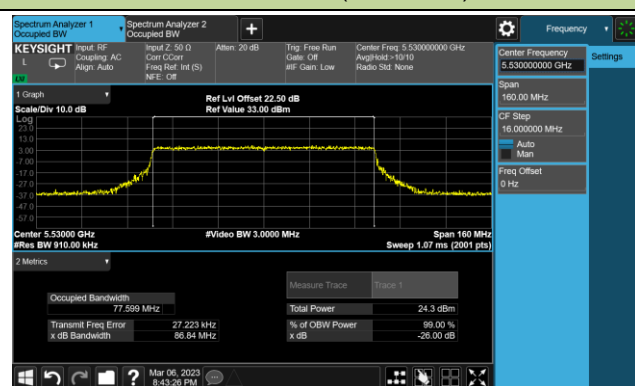 Spectrum Analyzer 1
Occupied BW
Spectrum Analyzer 2
Occupied BW
Frequency
KEYSIGHT
L
LXI
Input: RF
Coupling: AC
Align: Auto
Input Z: 50 Ω
Corr CCorr
Freq Ref: Int (S)
NFE: Off
Atten: 20 dB
Trig: Free Run
Gate: Off
#IF Gain: Low
Center Freq: 5.530000000 GHz
Avg|Hold:>10/10
Radio Std: None
Center Frequency
5.530000000 GHz
Settings
Span
160.00 MHz
CF Step
16.000000 MHz
Auto
Man
Freq Offset
0 Hz
1 Graph
Scale/Div 10.0 dB
Ref Lvl Offset 22.50 dB
Ref Value 33.00 dBm
Log
23.0
13.0
3.00
-7.00
-17.0
-27.0
-37.0
-47.0
-57.0
Center 5.53000 GHz
#Res BW 910.00 kHz
#Video BW 3.0000 MHz
Span 160 MHz
Sweep 1.07 ms (2001 pts)
2 Metrics
Measure Trace
Trace 1
Occupied Bandwidth
77.599 MHz
Total Power
24.3 dBm
Transmit Freq Error
27.223 kHz
% of OBW Power
99.00 %
x dB Bandwidth
86.84 MHz
x dB
-26.00 dB
Mar 06, 2023
8:43:26 PM